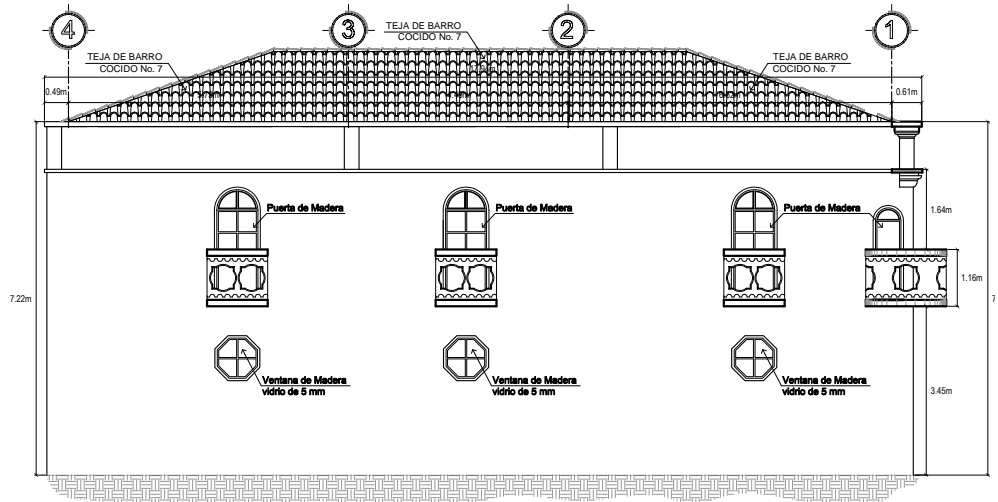 4
3
2
1
TEJA DE BARRO
COCIDO No. 7
TEJA DE BARRO
COCIDO No. 7
TEJA DE BARRO
COCIDO No. 7
0.49m
0.61m
Puerta de Madera
Puerta de Madera
Puerta de Madera
1.64m
1.16m
7.22m
Ventana de Madera
vidrio de 5 mm
Ventana de Madera
vidrio de 5 mm
Ventana de Madera
vidrio de 5 mm
3.45m